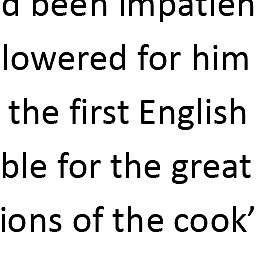 d been impatien
lowered for him
the first English
ble for the great
ions of the cook’